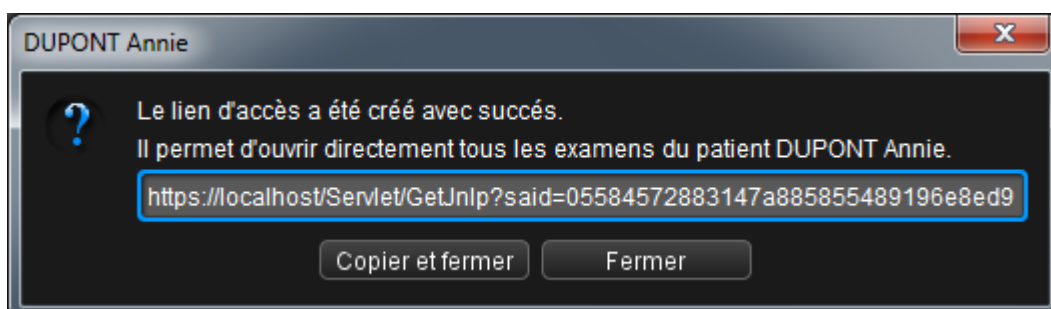 DUPONT Annie
Le lien d'accès a été créé avec succés.
Il permet d'ouvrir directement tous les examens du patient DUPONT Annie.
https://localhost/Servlet/GetJnlp?said=05584572883147a885855489196e8ed9
Copier et fermer
Fermer